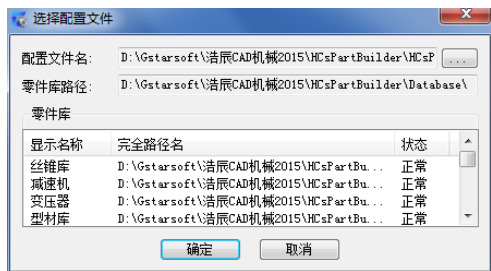 选择配置文件
配置文件名: D:\Gstarsoft\浩辰CAD机械2015\HCsPartBuilder\HCsP ...
零件库路径: D:\Gstarsoft\浩辰CAD机械2015\HCsPartBuilder\Database\
零件库
显示名称 完全路径名 状态
丝锥库 D:\Gstarsoft\浩辰CAD机械2015\HCsPartBu... 正常
减速机 D:\Gstarsoft\浩辰CAD机械2015\HCsPartBu... 正常
变压器 D:\Gstarsoft\浩辰CAD机械2015\HCsPartBu... 正常
型材库 D:\Gstarsoft\浩辰CAD机械2015\HCsPartBu... 正常
确定 取消